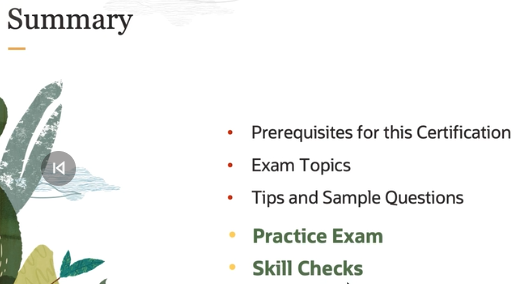 Summary
Prerequisites for this Certification
Exam Topics
Tips and Sample Questions
Practice Exam
Skill Checks